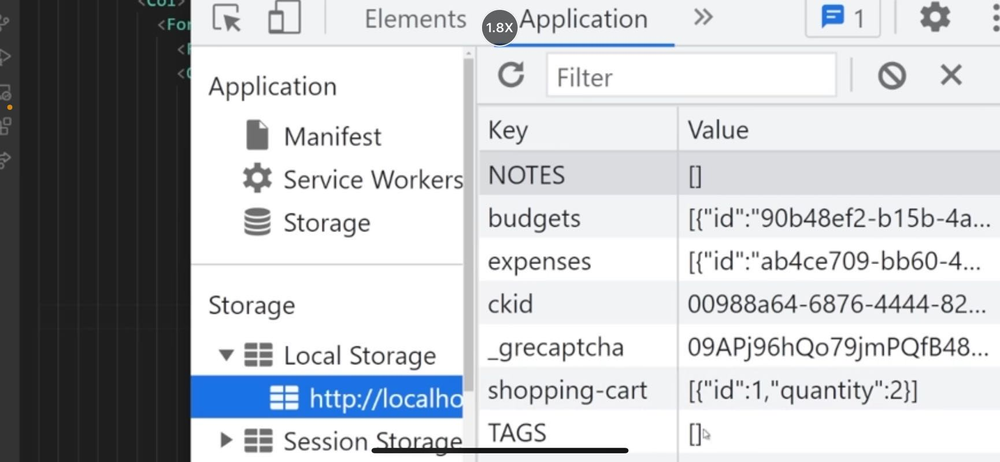 <Col>
<For
<F
<C
Elements
1.8X
Application
1
Application
Manifest
Service Workers
Storage
Storage
Local Storage
http://localho
Session Storage
Filter
Key Value
NOTES []
budgets [{"id":"90b48ef2-b15b-4a...
expenses [{"id":"ab4ce709-bb60-4...
ckid 00988a64-6876-4444-82...
_grecaptcha 09APj96hQo79jmPQfB48...
shopping-cart [{"id":1,"quantity":2}]
TAGS []